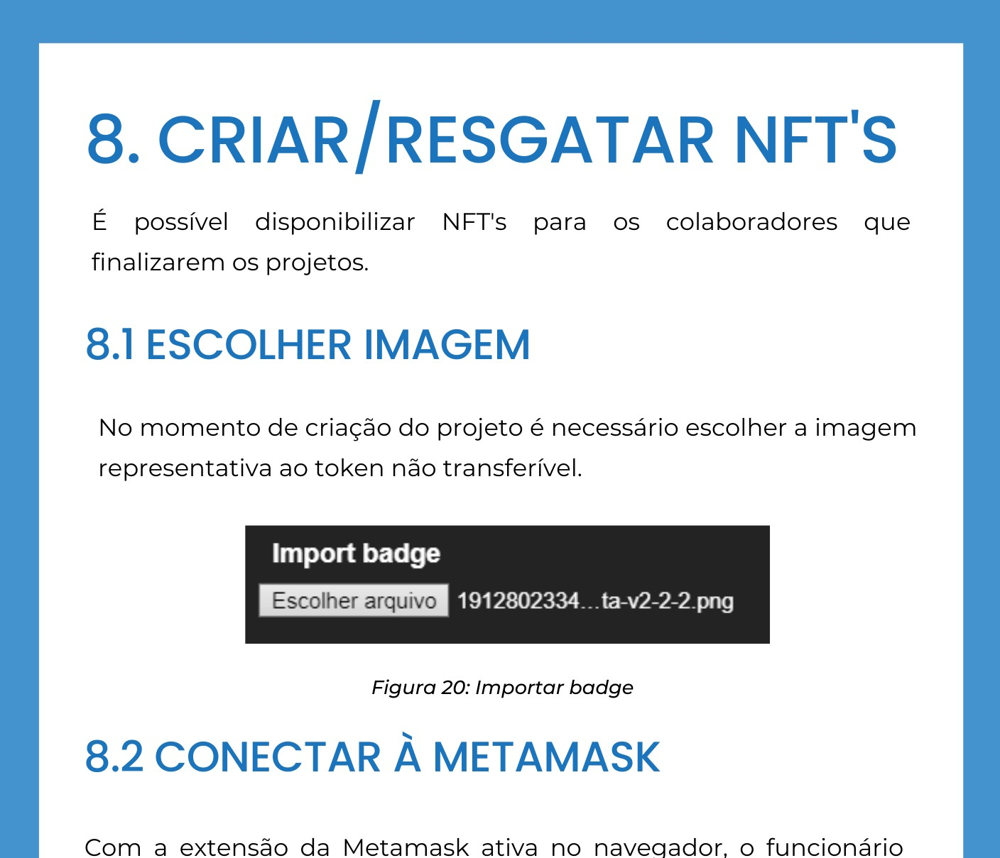 8. CRIAR/RESGATAR NFT'S
É possível disponibilizar NFT's para os colaboradores que
finalizarem os projetos.
8.1 ESCOLHER IMAGEM
No momento de criação do projeto é necessário escolher a imagem
representativa ao token não transferível.
Import badge
Escolher arquivo 1912802334...ta-v2-2-2.png
Figura 20: Importar badge
8.2 CONECTAR À METAMASK
Com a extensão da Metamask ativa no navegador, o funcionário